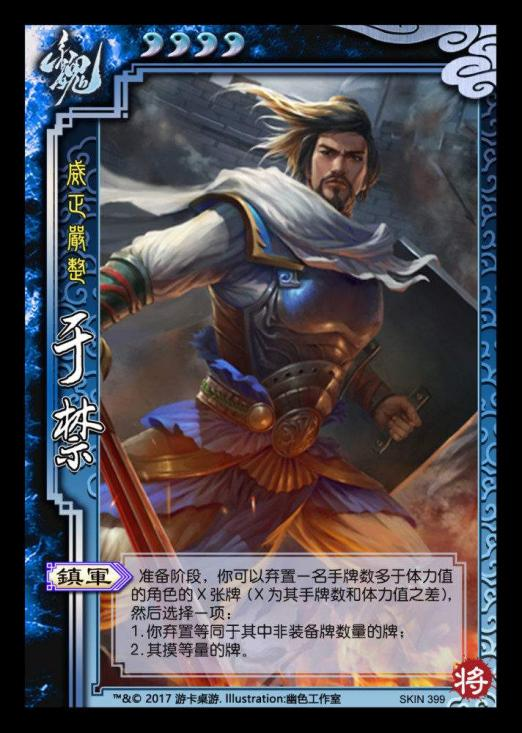 魏
威正嚴整
于禁
鎮軍
准备阶段，你可以弃置一名手牌数多于体力值
的角色的X张牌（X为其手牌数和体力值之差），
然后选择一项：
1.你弃置等同于其中非装备牌数量的牌；
2.其摸等量的牌。
将
™&© 2017 游卡桌游. Illustration:幽色工作室
SKIN 399